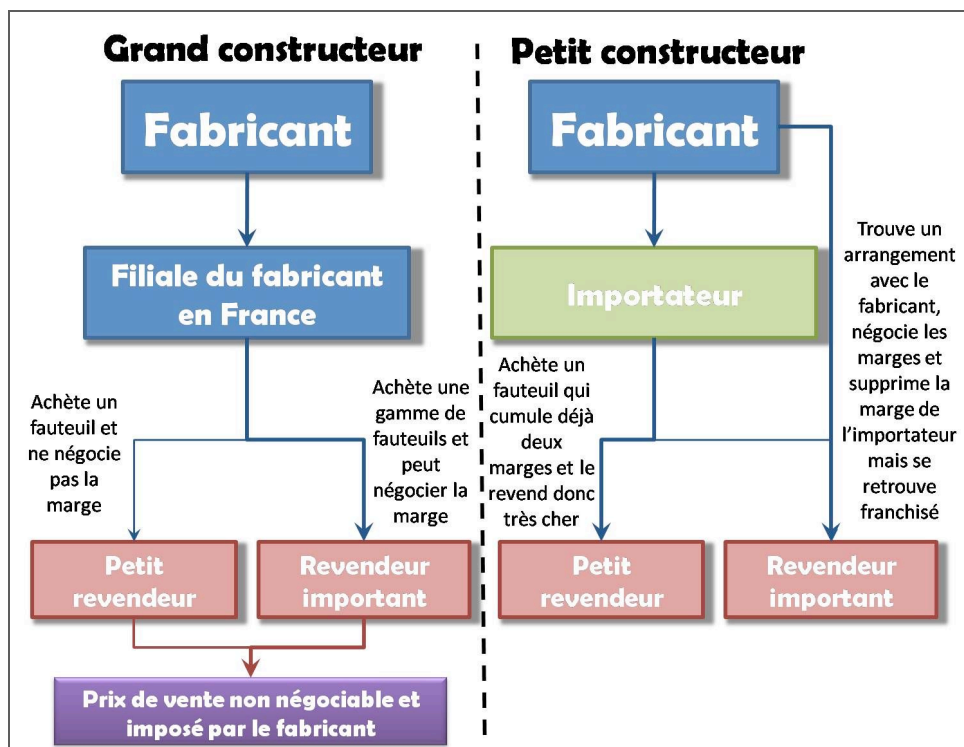 Grand constructeur
Fabricant
Filiale du fabricant
en France
Achète un
fauteuil et
ne négocie
pas la
marge
Achète une
gamme de
fauteuils et
peut
négocier la
marge
Petit
revendeur
Revendeur
important
Prix de vente non négociable et
imposé par le fabricant
Petit constructeur
Fabricant
Importateur
Trouve un
arrangement
avec le
fabricant,
négocie les
marges et
supprime la
marge de
l’importateur
mais se
retrouve
franchisé
Achète un
fauteuil qui
cumule déjà
deux
marges et le
revend donc
très cher
Petit
revendeur
Revendeur
important